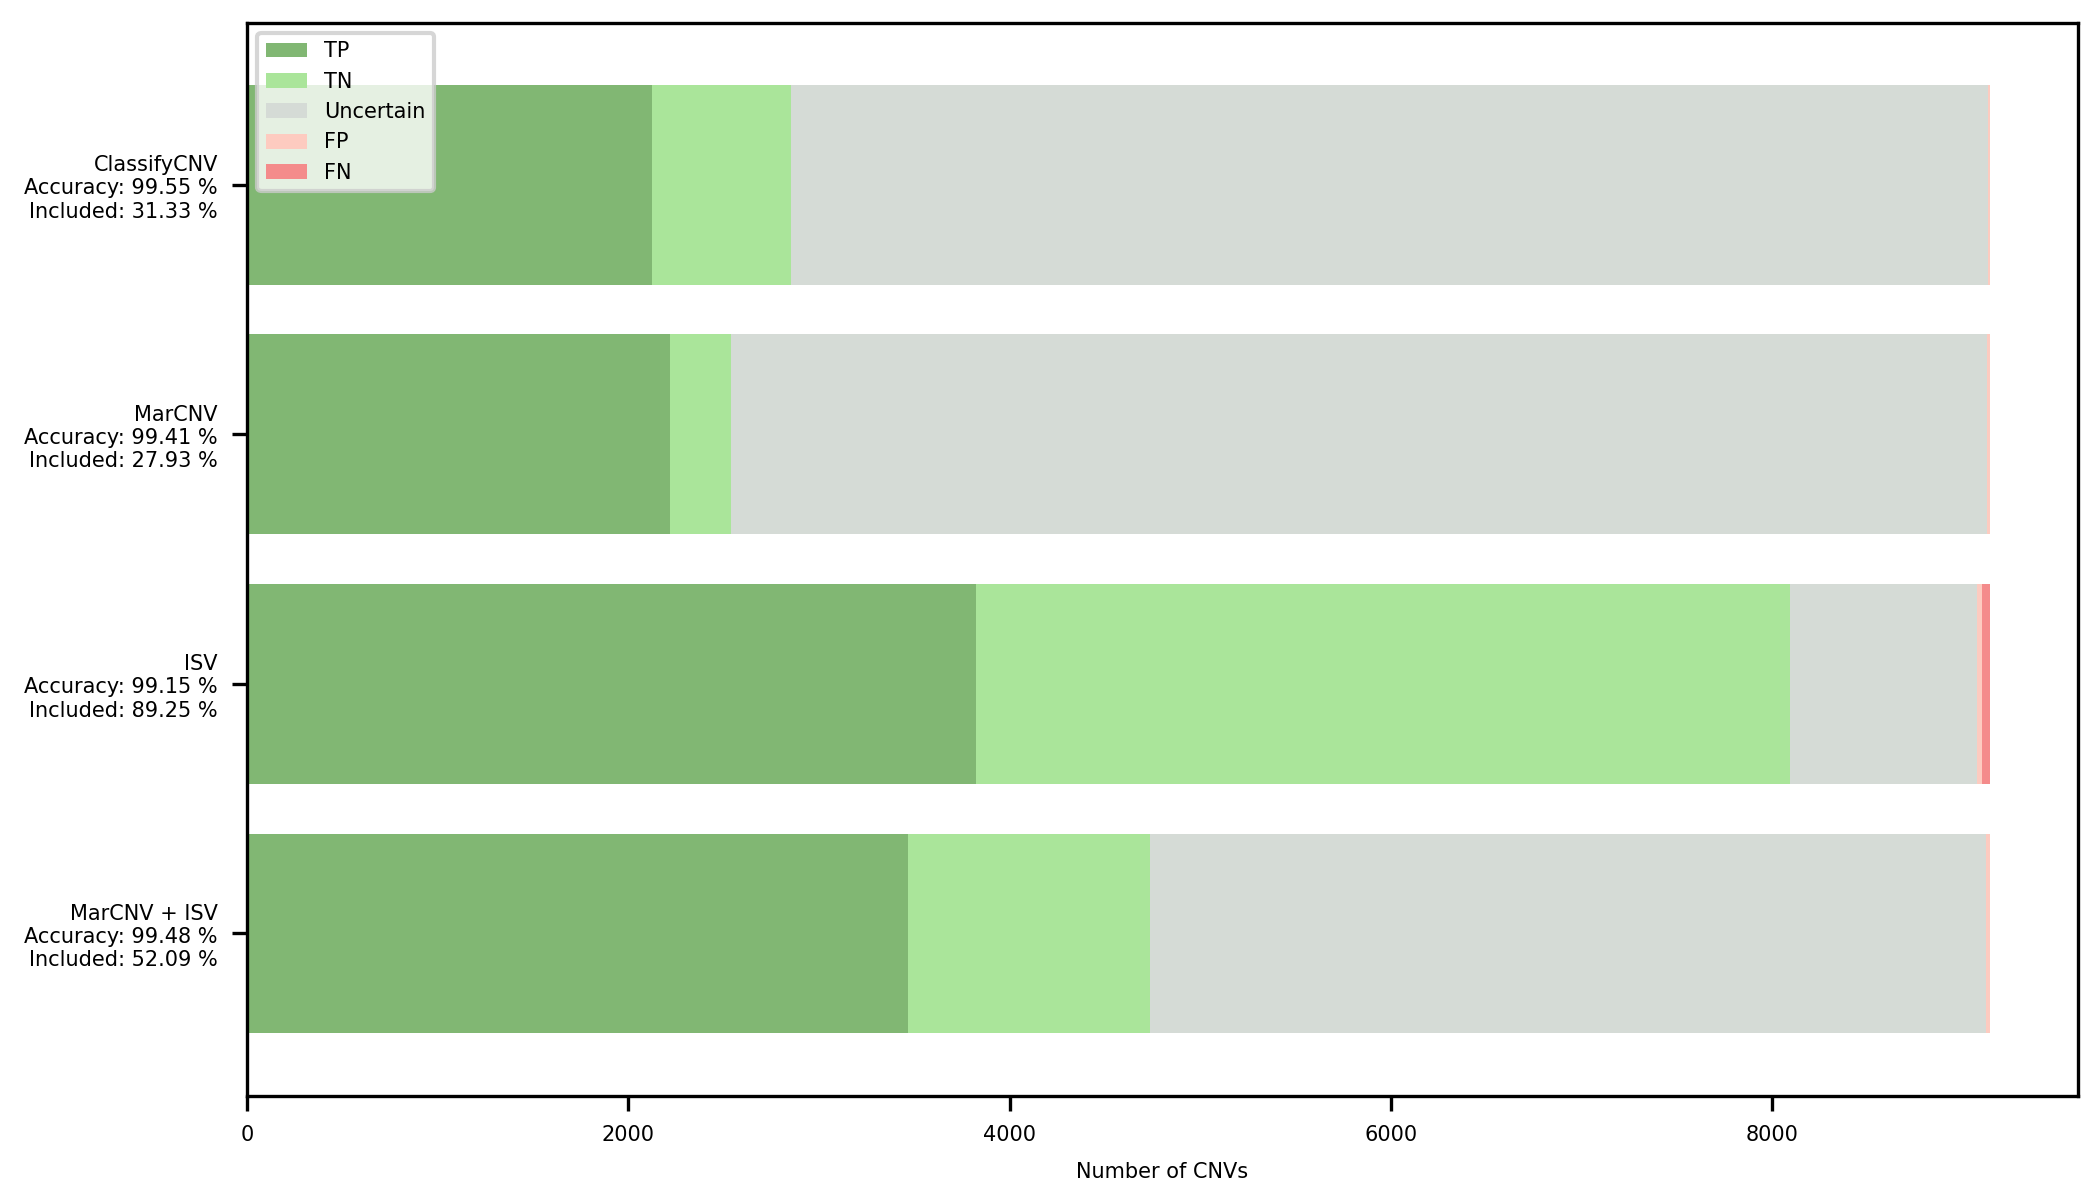 TP
TN
Uncertain
FP
FN
ClassifyCNV
Accuracy: 99.55 %
Included: 31.33 %
MarCNV
Accuracy: 99.41 %
Included: 27.93 %
ISV
Accuracy: 99.15 %
Included: 89.25 %
MarCNV + ISV
Accuracy: 99.48 %
Included: 52.09 %
0 2000 4000 6000 8000
Number of CNVs